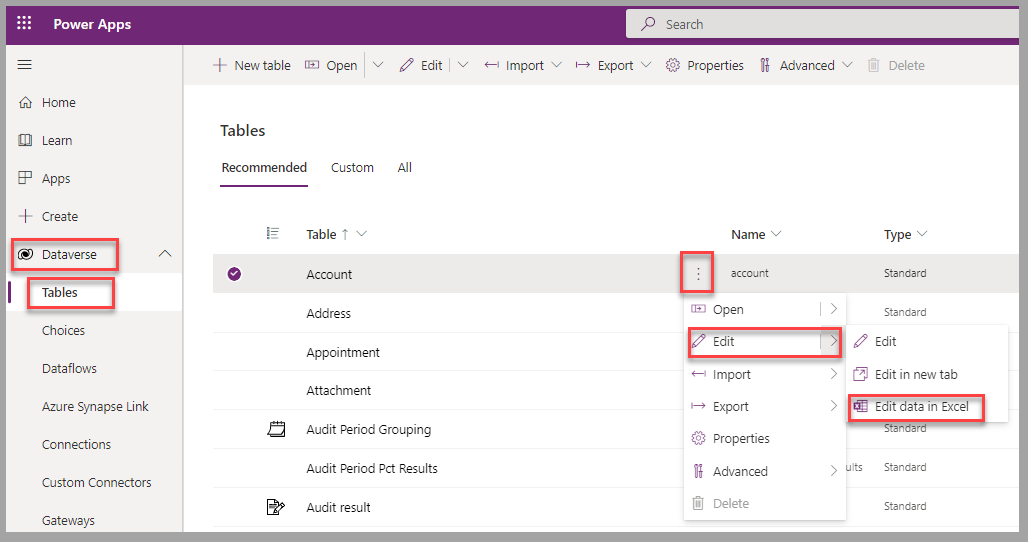 Power Apps
Search
New table Open Edit Import Export Properties Advanced Delete
Home
Learn
Apps
Create
Dataverse
Tables
Choices
Dataflows
Azure Synapse Link
Connections
Custom Connectors
Gateways
Tables
Recommended Custom All
Table ↑ Name Type
Account account Standard
Address Standard
Appointment
Attachment
Audit Period Grouping Standard
Audit Period Pct Results ults Standard
Audit result Standard
Open
Edit
Import
Export
Properties
Advanced
Delete
Edit
Edit in new tab
Edit data in Excel